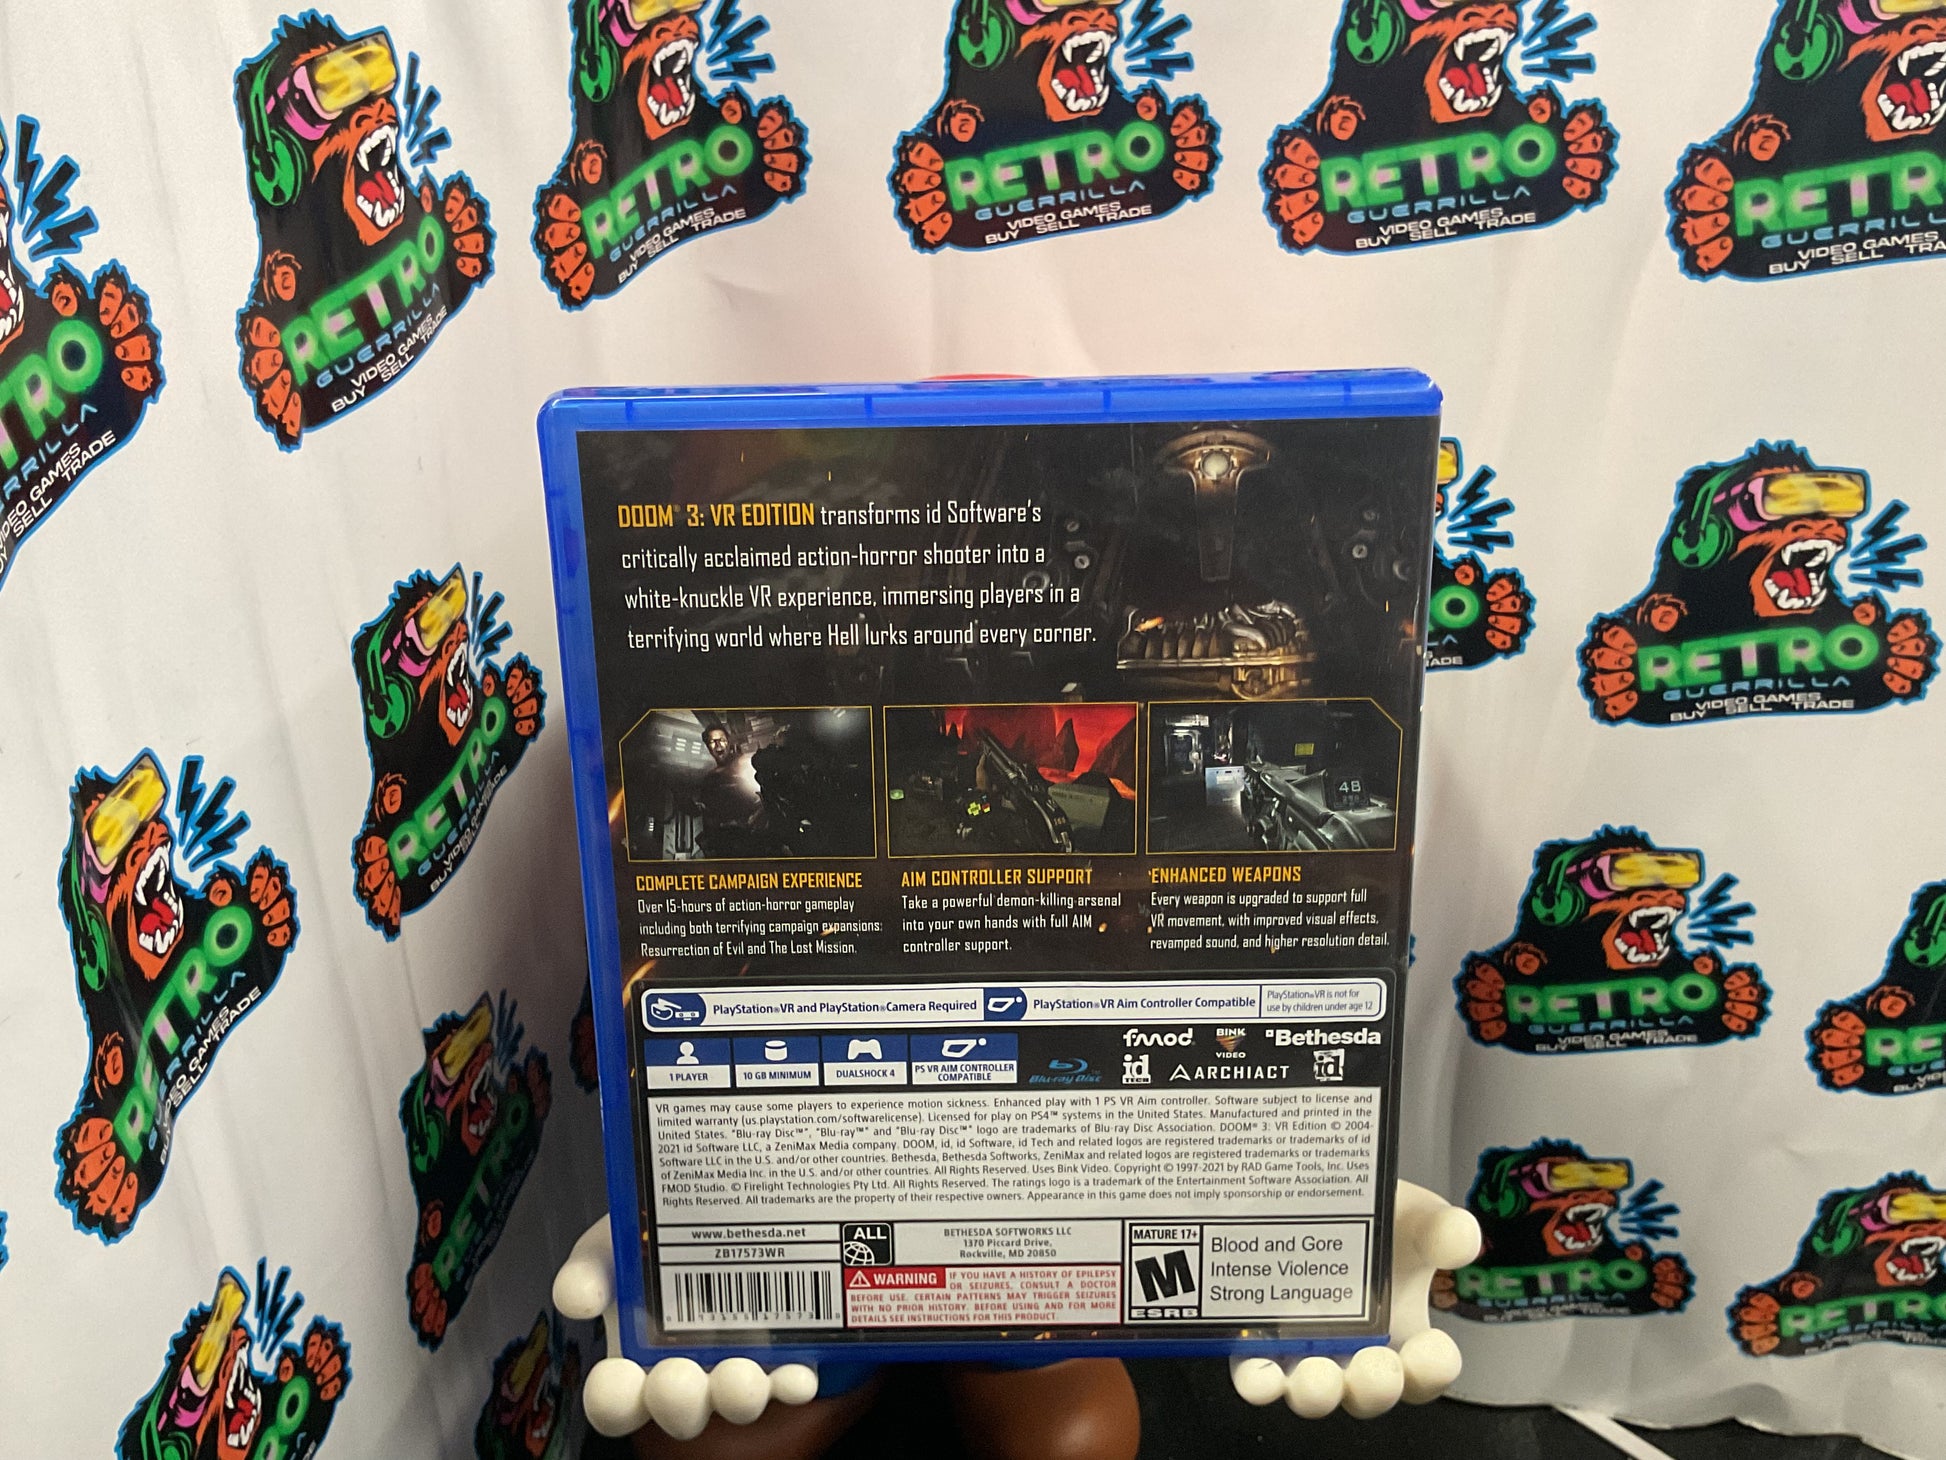 RETRO
GUERRILLA
VIDEO GAMES
BUY SELL TRADE
DOOM® 3: VR EDITION transforms id Software's
critically acclaimed action-horror shooter into a
white-knuckle VR experience, immersing players in a
terrifying world where Hell lurks around every corner.
48
COMPLETE CAMPAIGN EXPERIENCE
Over 15-hours of action-horror gameplay
including both terrifying campaign expansions:
Resurrection of Evil and The Lost Mission.
AIM CONTROLLER SUPPORT
Take a powerful demon-killing arsenal
into your own hands with full AIM
controller support.
ENHANCED WEAPONS
Every weapon is upgraded to support full
VR movement, with improved visual effects,
revamped sound, and higher resolution detail.
PlayStation®VR and PlayStation®Camera Required
PlayStation®VR Aim Controller Compatible
PlayStation®VR is not for
use by children under age 12
1 PLAYER
10 GB MINIMUM
DUALSHOCK 4
PS VR AIM CONTROLLER
COMPATIBLE
Blu-ray Disc™
fmod
BINK
VIDEO
Bethesda
id
TECH
ARCHIACT
id
VR games may cause some players to experience motion sickness. Enhanced play with 1 PS VR Aim controller. Software subject to license and
limited warranty (us.playstation.com/softwarelicense). Licensed for play on PS4™ systems in the United States. Manufactured and printed in the
United States. "Blu-ray Disc™", "Blu-ray™" and "Blu-ray Disc™" logo are trademarks of Blu-ray Disc Association. DOOM® 3: VR Edition © 2004-
2021 id Software LLC, a ZeniMax Media company. DOOM, id, id Software, id Tech and related logos are registered trademarks or trademarks of id
Software LLC in the U.S. and/or other countries. Bethesda, Bethesda Softworks, ZeniMax and related logos are registered trademarks or trademarks
of ZeniMax Media Inc. in the U.S. and/or other countries. All Rights Reserved. Uses Bink Video. Copyright © 1997-2021 by RAD Game Tools, Inc. Uses
FMOD Studio. © Firelight Technologies Pty Ltd. All Rights Reserved. The ratings logo is a trademark of the Entertainment Software Association. All
Rights Reserved. All trademarks are the property of their respective owners. Appearance in this game does not imply sponsorship or endorsement.
www.bethesda.net
ZB17573WR
ALL
BETHESDA SOFTWORKS LLC
1370 Piccard Drive,
Rockville, MD 20850
WARNING IF YOU HAVE A HISTORY OF EPILEPSY
OR SEIZURES, CONSULT A DOCTOR
BEFORE USE. CERTAIN PATTERNS MAY TRIGGER SEIZURES
WITH NO PRIOR HISTORY. BEFORE USING AND FOR MORE
DETAILS SEE INSTRUCTIONS FOR THIS PRODUCT.
MATURE 17+
M
ESRB
Blood and Gore
Intense Violence
Strong Language